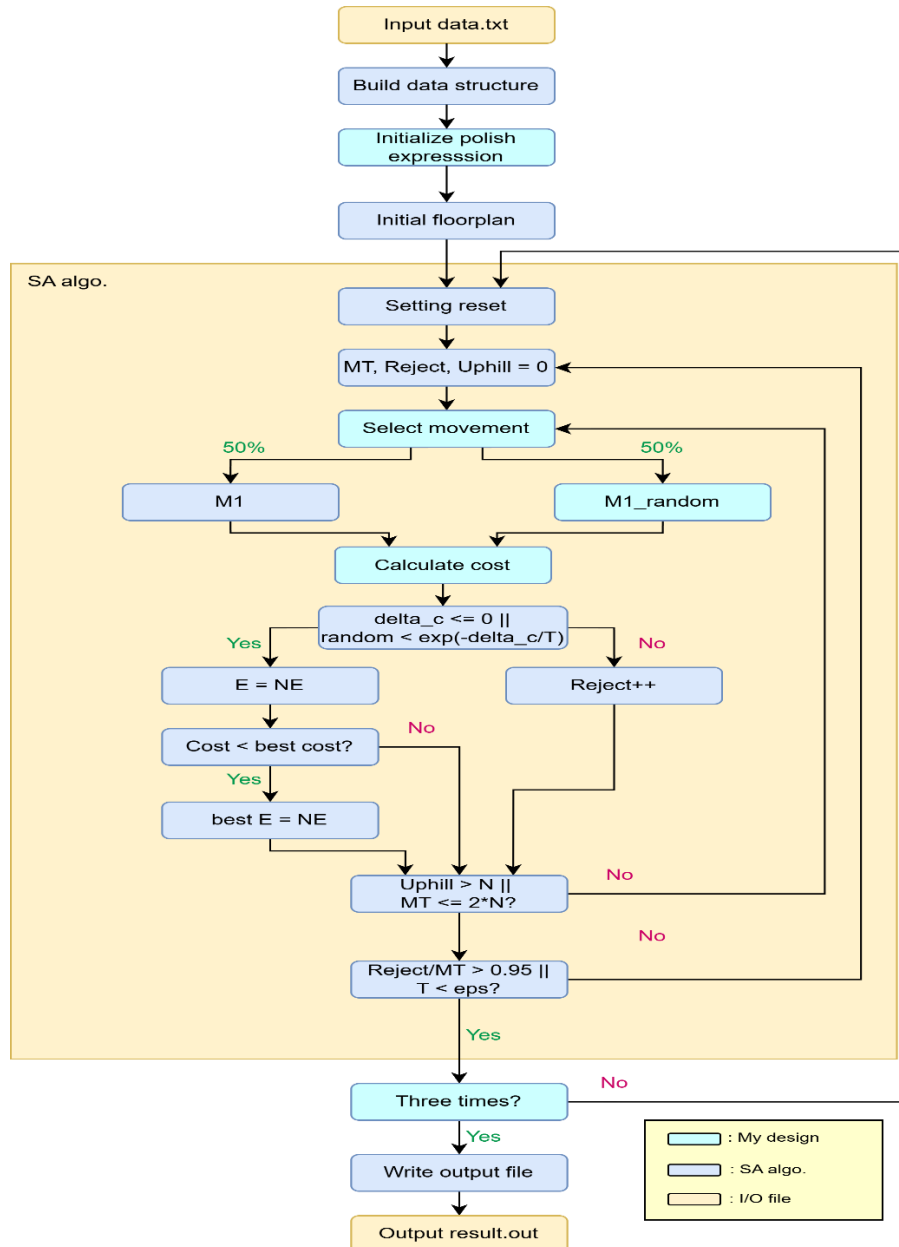 Input data.txt
Build data structure
Initialize polish
expresssion
Initial floorplan
SA algo.
Setting reset
MT, Reject, Uphill = 0
Select movement
50%
50%
M1
M1_random
Calculate cost
delta_c <= 0 ||
random < exp(-delta_c/T)
Yes
No
E = NE
Reject++
Cost < best cost?
No
Yes
best E = NE
Uphill > N ||
MT <= 2*N?
No
No
Reject/MT > 0.95 ||
T < eps?
Yes
Three times?
No
Yes
Write output file
Output result.out
: My design
: SA algo.
: I/O file